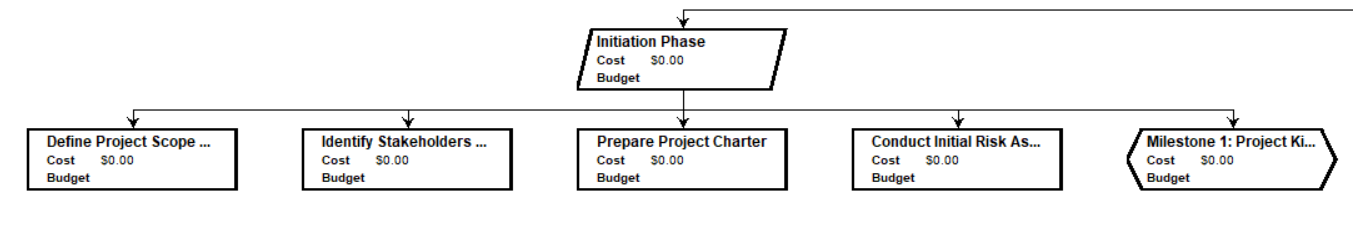 Initiation Phase
Cost $0.00
Budget
Define Project Scope ...
Cost $0.00
Budget
Identify Stakeholders ...
Cost $0.00
Budget
Prepare Project Charter
Cost $0.00
Budget
Conduct Initial Risk As...
Cost $0.00
Budget
Milestone 1: Project Ki...
Cost $0.00
Budget